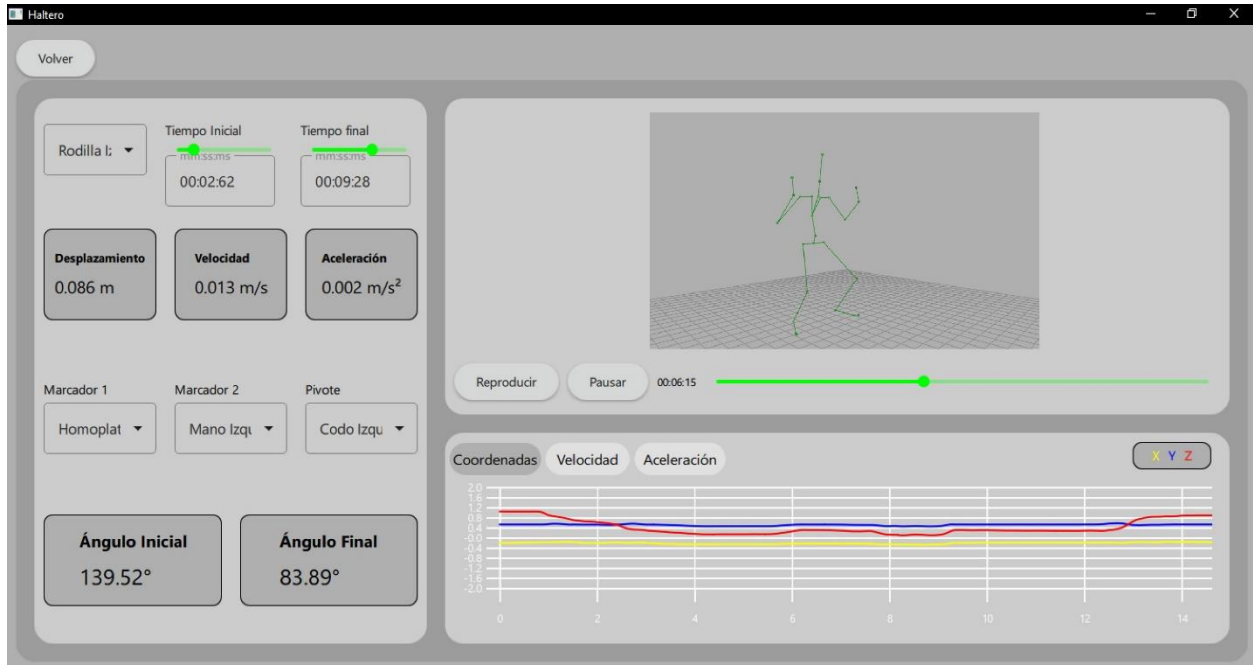 Haltero
Volver
Rodilla I:
Tiempo Inicial
mm:ss:ms
00:02:62
Tiempo final
mm:ss:ms
00:09:28
Desplazamiento
0.086 m
Velocidad
0.013 m/s
Aceleración
0.002 m/s²
Marcador 1
Homoplat
Marcador 2
Mano Izqu
Pivote
Codo Izqu
Ángulo Inicial
139.52°
Ángulo Final
83.89°
Reproducir
Pausar
00:06:15
Coordenadas
Velocidad
Aceleración
X Y Z
2.0
1.6
1.2
0.8
0.4
-0.0
-0.4
-0.8
-1.2
-1.6
-2.0
0 2 4 6 8 10 12 14